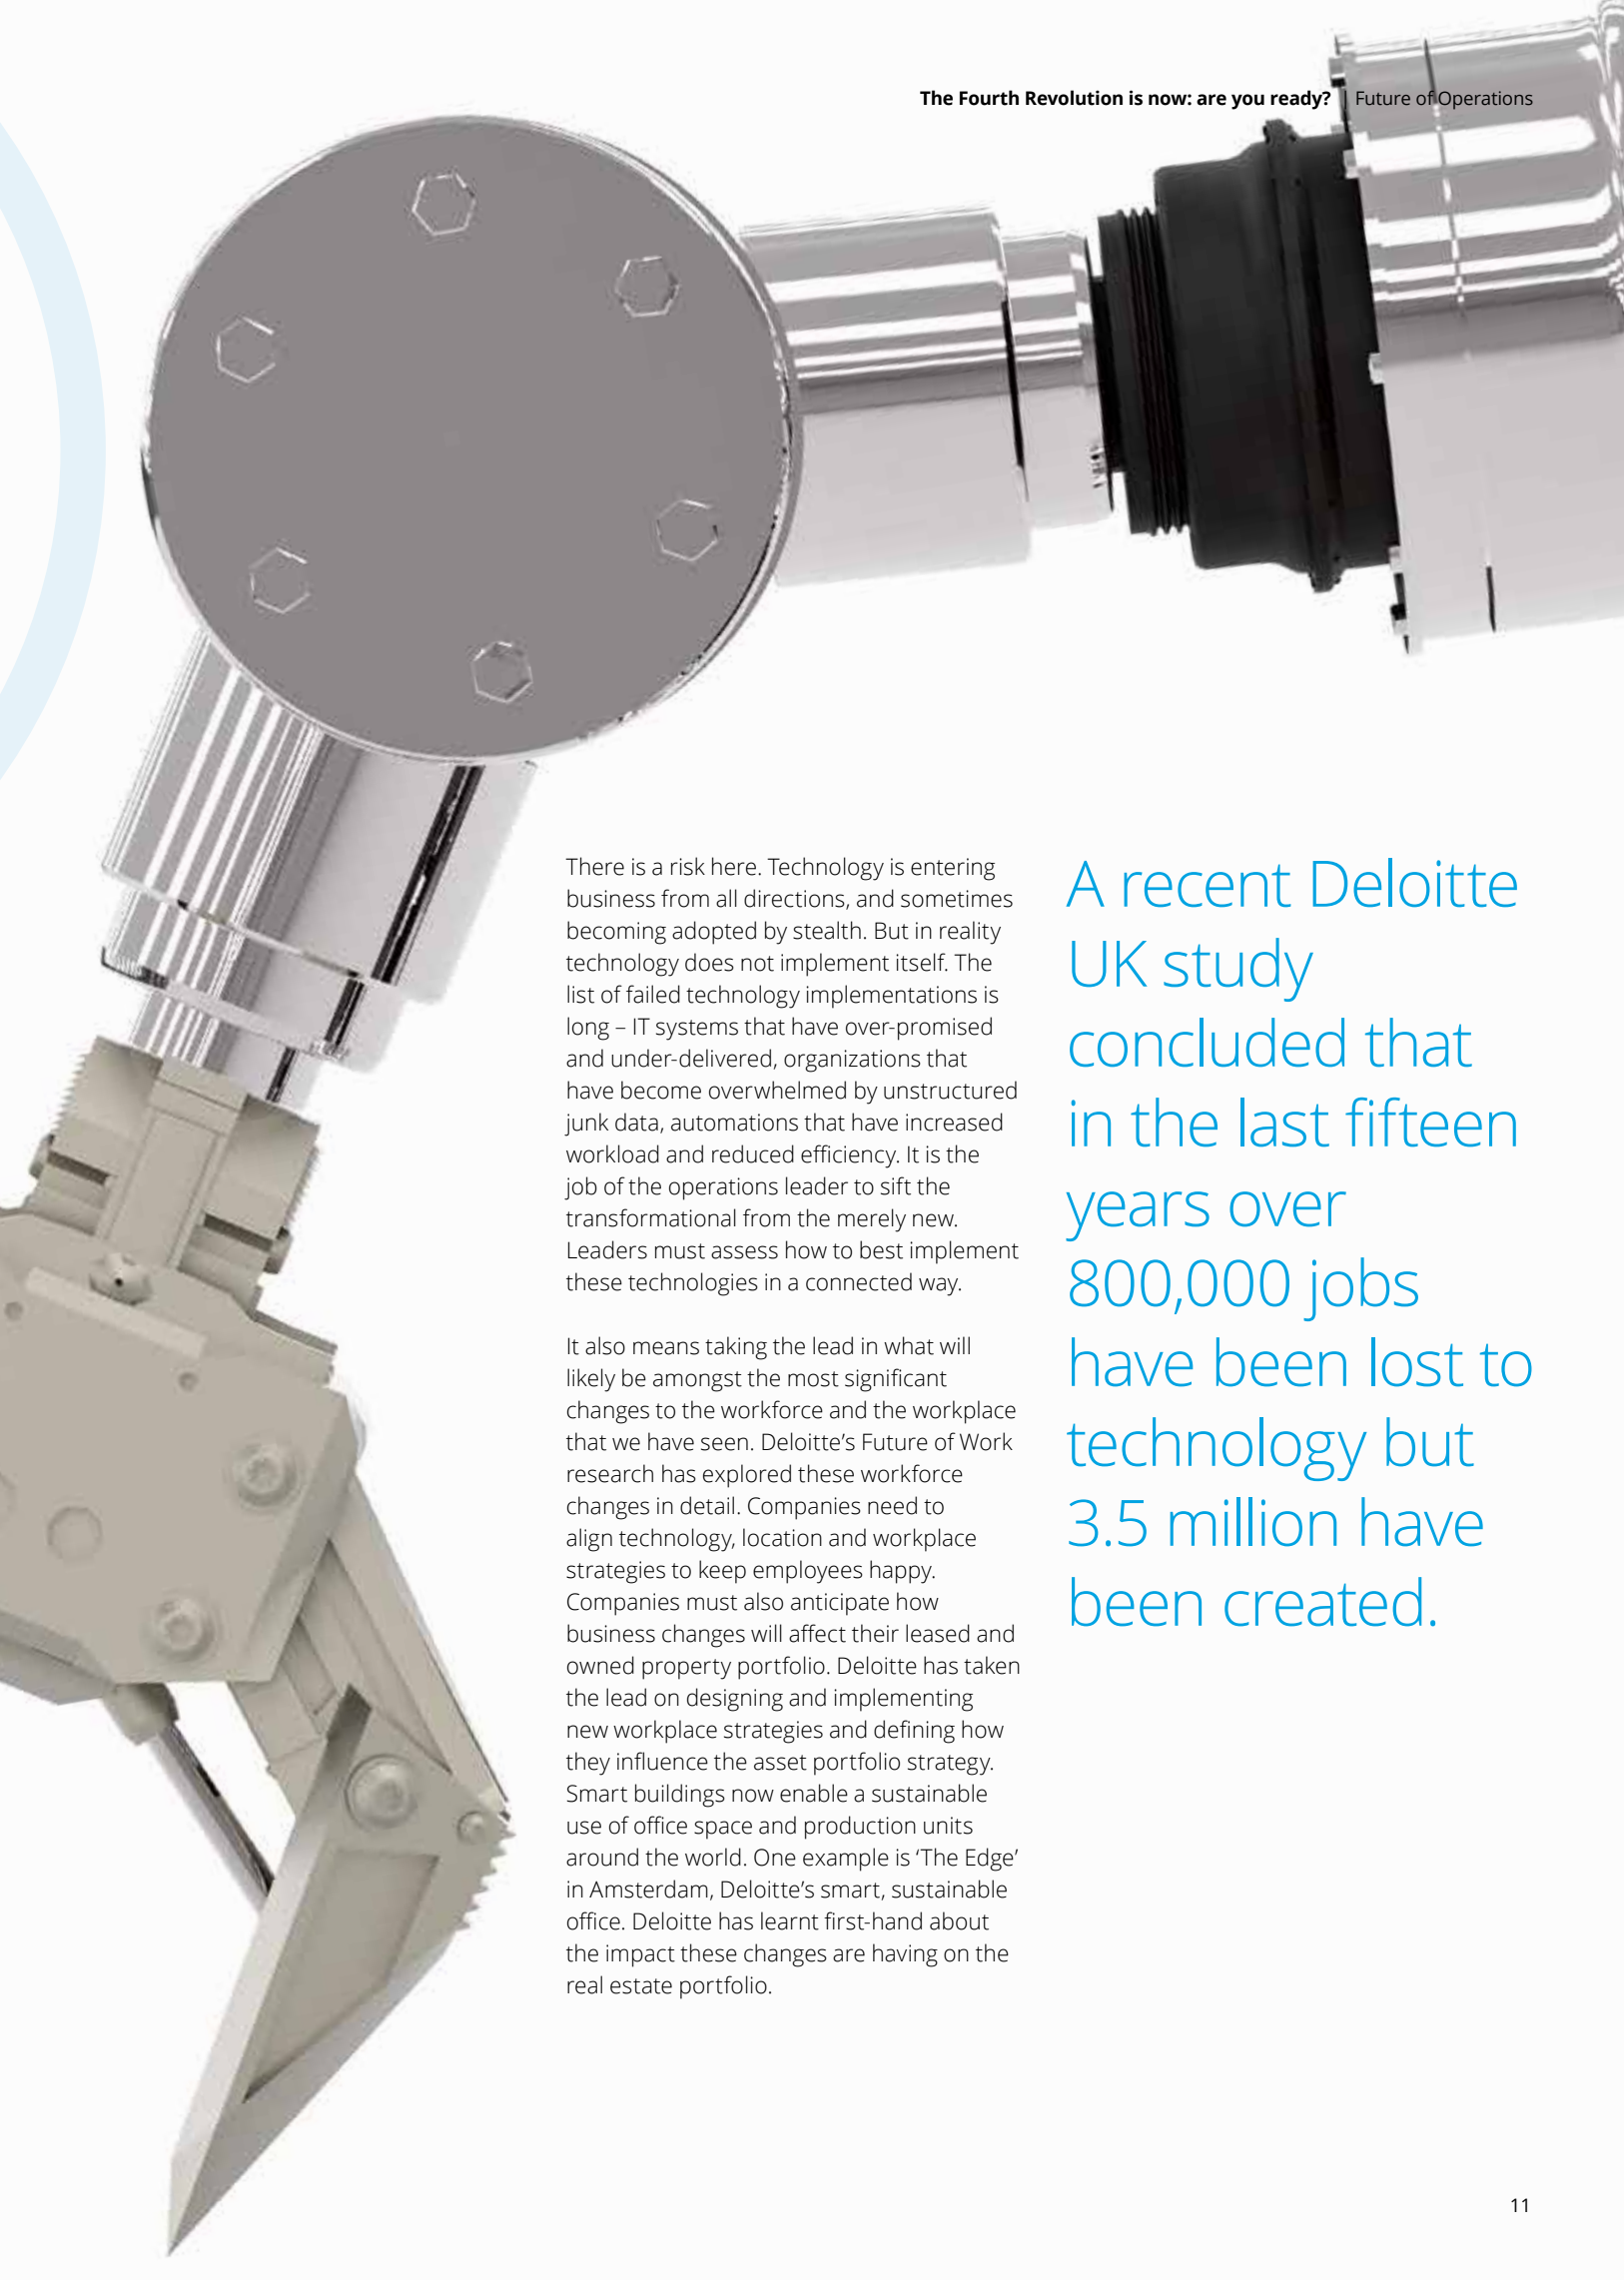 The Fourth Revolution is now: are you ready? | Future of Operations
There is a risk here. Technology is entering
business from all directions, and sometimes
becoming adopted by stealth. But in reality
technology does not implement itself. The
list of failed technology implementations is
long – IT systems that have over-promised
and under-delivered, organizations that
have become overwhelmed by unstructured
junk data, automations that have increased
workload and reduced efficiency. It is the
job of the operations leader to sift the
transformational from the merely new.
Leaders must assess how to best implement
these technologies in a connected way.
It also means taking the lead in what will
likely be amongst the most significant
changes to the workforce and the workplace
that we have seen. Deloitte’s Future of Work
research has explored these workforce
changes in detail. Companies need to
align technology, location and workplace
strategies to keep employees happy.
Companies must also anticipate how
business changes will affect their leased and
owned property portfolio. Deloitte has taken
the lead on designing and implementing
new workplace strategies and defining how
they influence the asset portfolio strategy.
Smart buildings now enable a sustainable
use of office space and production units
around the world. One example is ‘The Edge’
in Amsterdam, Deloitte’s smart, sustainable
office. Deloitte has learnt first-hand about
the impact these changes are having on the
real estate portfolio.
A recent Deloitte
UK study
concluded that
in the last fifteen
years over
800,000 jobs
have been lost to
technology but
3.5 million have
been created.
11